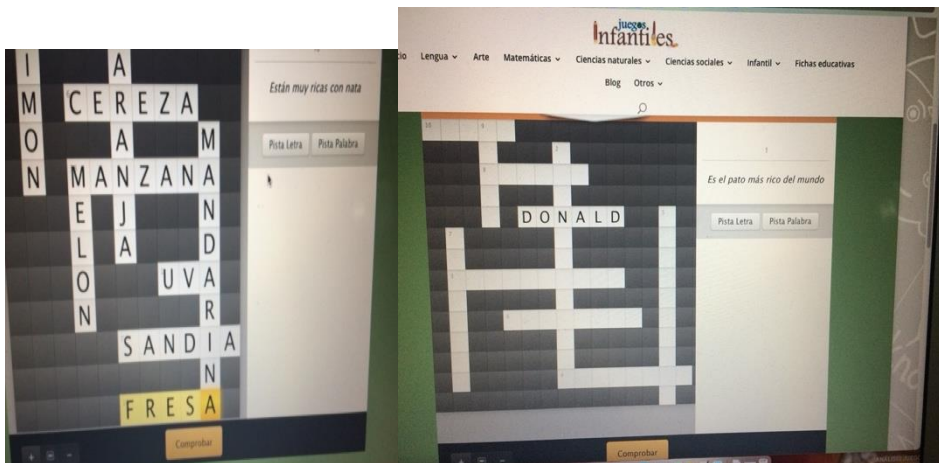 I
M
O
N
A
CEREZA
A
MANZANA
MELON
NARANJA
MANDARINA
UVA
SANDIA
FRESA
Están muy ricas con nata
Pista Letra
Pista Palabra
Comprobar
juegos
Infantiles
Lengua
Arte
Matemáticas
Ciencias naturales
Ciencias sociales
Infantil
Fichas educativas
Blog
Otros
DONALD
1
Es el pato más rico del mundo
Pista Letra
Pista Palabra
Comprobar